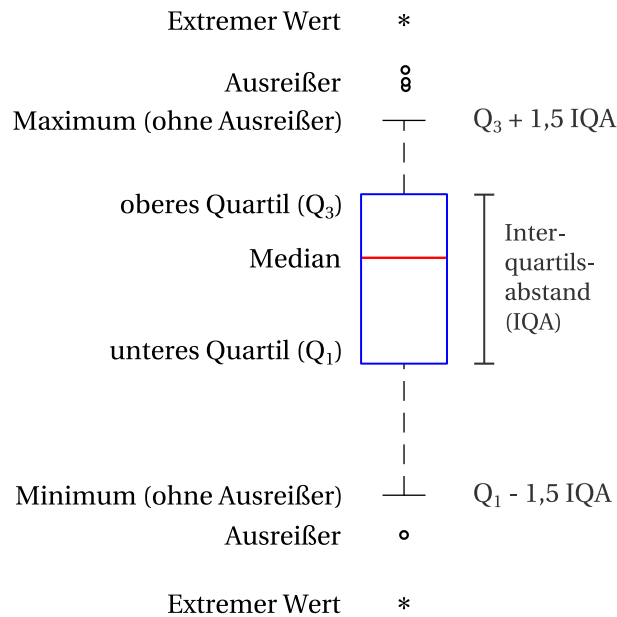 Extremer Wert
Ausreißer
Maximum (ohne Ausreißer)
Q₃ + 1,5 IQA
oberes Quartil (Q₃)
Median
Inter-
quartils-
abstand
(IQA)
unteres Quartil (Q₁)
Minimum (ohne Ausreißer)
Q₁ - 1,5 IQA
Ausreißer
Extremer Wert